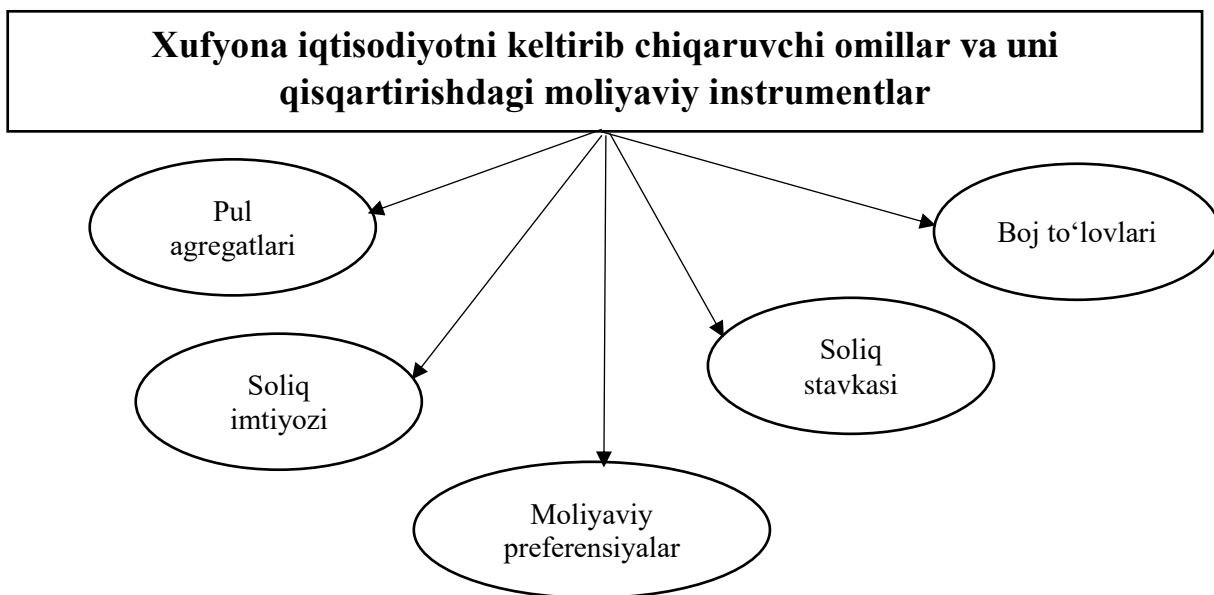 Xufyona iqtisodiyotni keltirib chiqaruvchi omillar va uni
qisqartirishdagi moliyaviy instrumentlar
Pul
agregatlari
Boj to‘lovlari
Soliq
imtiyozi
Soliq
stavkasi
Moliyaviy
preferensiyalar